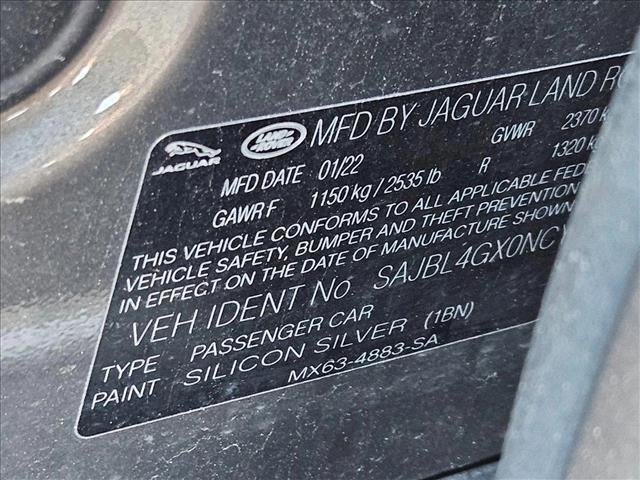 JAGUAR
LAND ROVER
MFD BY JAGUAR LAND
MFD DATE 01/22 GVWR 2370
GAWR F 1150 kg / 2535 lb R 1320
THIS VEHICLE CONFORMS TO ALL APPLICABLE
VEHICLE SAFETY, BUMPER AND THEFT PREVENTION
IN EFFECT ON THE DATE OF MANUFACTURE SHOWN
VEH IDENT No. SAJBL4GX0NC
TYPE PASSENGER CAR
PAINT SILICON SILVER (1BN)
MX63-4883-SA